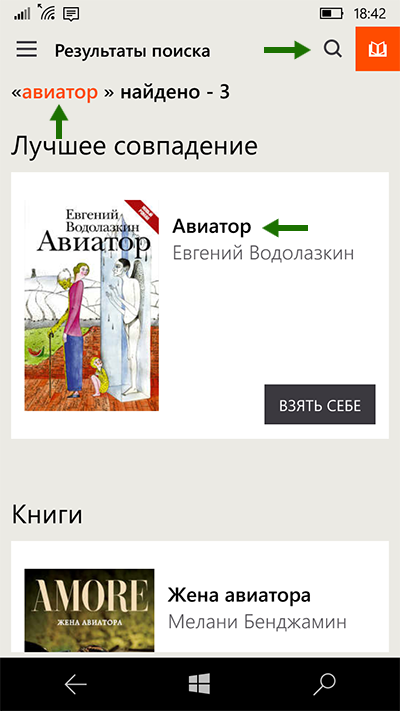 18:42
Результаты поиска
«авиатор » найдено - 3
Лучшее совпадение
Евгений
Водолазкин
Авиатор
Авиатор
Евгений Водолазкин
ВЗЯТЬ СЕБЕ
Книги
AMORE
ЖЕНА АВИАТОРА
Жена авиатора
Мелани Бенджамин